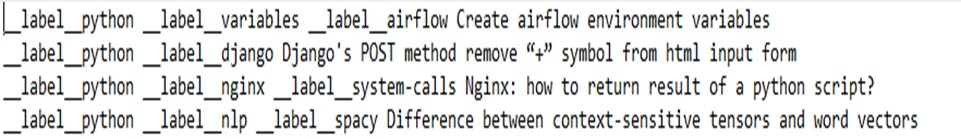 __label__python __label__variables __label__airflow Create airflow environment variables
__label__python __label__django Django's POST method remove “+” symbol from html input form
__label__python __label__nginx __label__system-calls Nginx: how to return result of a python script?
__label__python __label__nlp __label__spacy Difference between context-sensitive tensors and word vectors